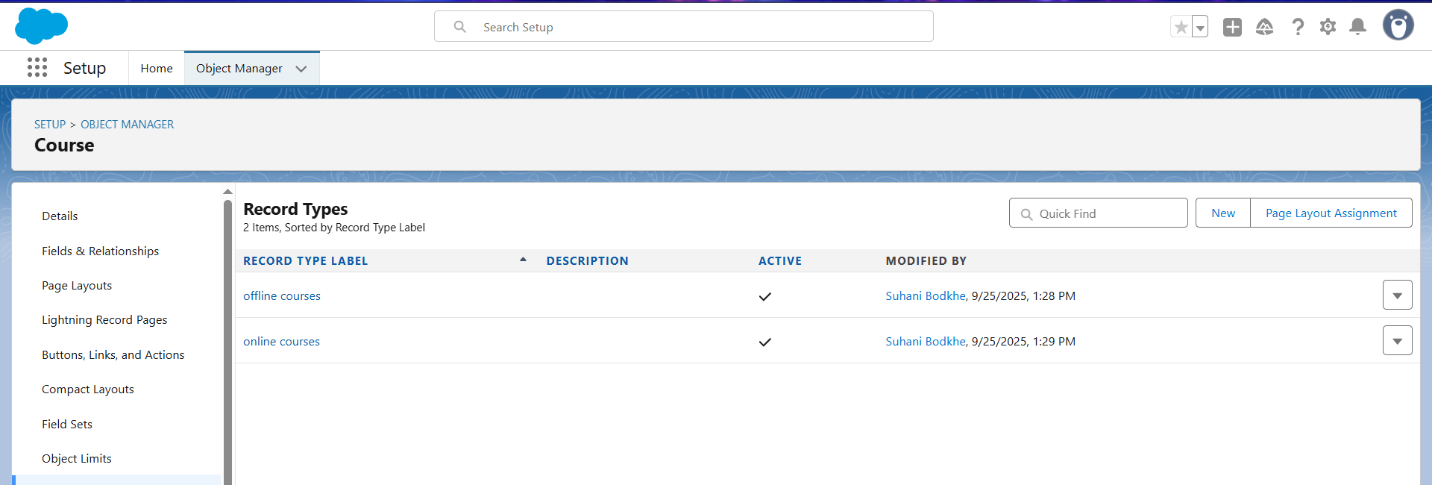 Search Setup
Setup
Home
Object Manager
SETUP > OBJECT MANAGER
Course
Details
Fields & Relationships
Page Layouts
Lightning Record Pages
Buttons, Links, and Actions
Compact Layouts
Field Sets
Object Limits
Record Types
2 Items, Sorted by Record Type Label
Quick Find
New
Page Layout Assignment
RECORD TYPE LABEL DESCRIPTION ACTIVE MODIFIED BY
offline courses Suhani Bodkhe, 9/25/2025, 1:28 PM
online courses Suhani Bodkhe, 9/25/2025, 1:29 PM